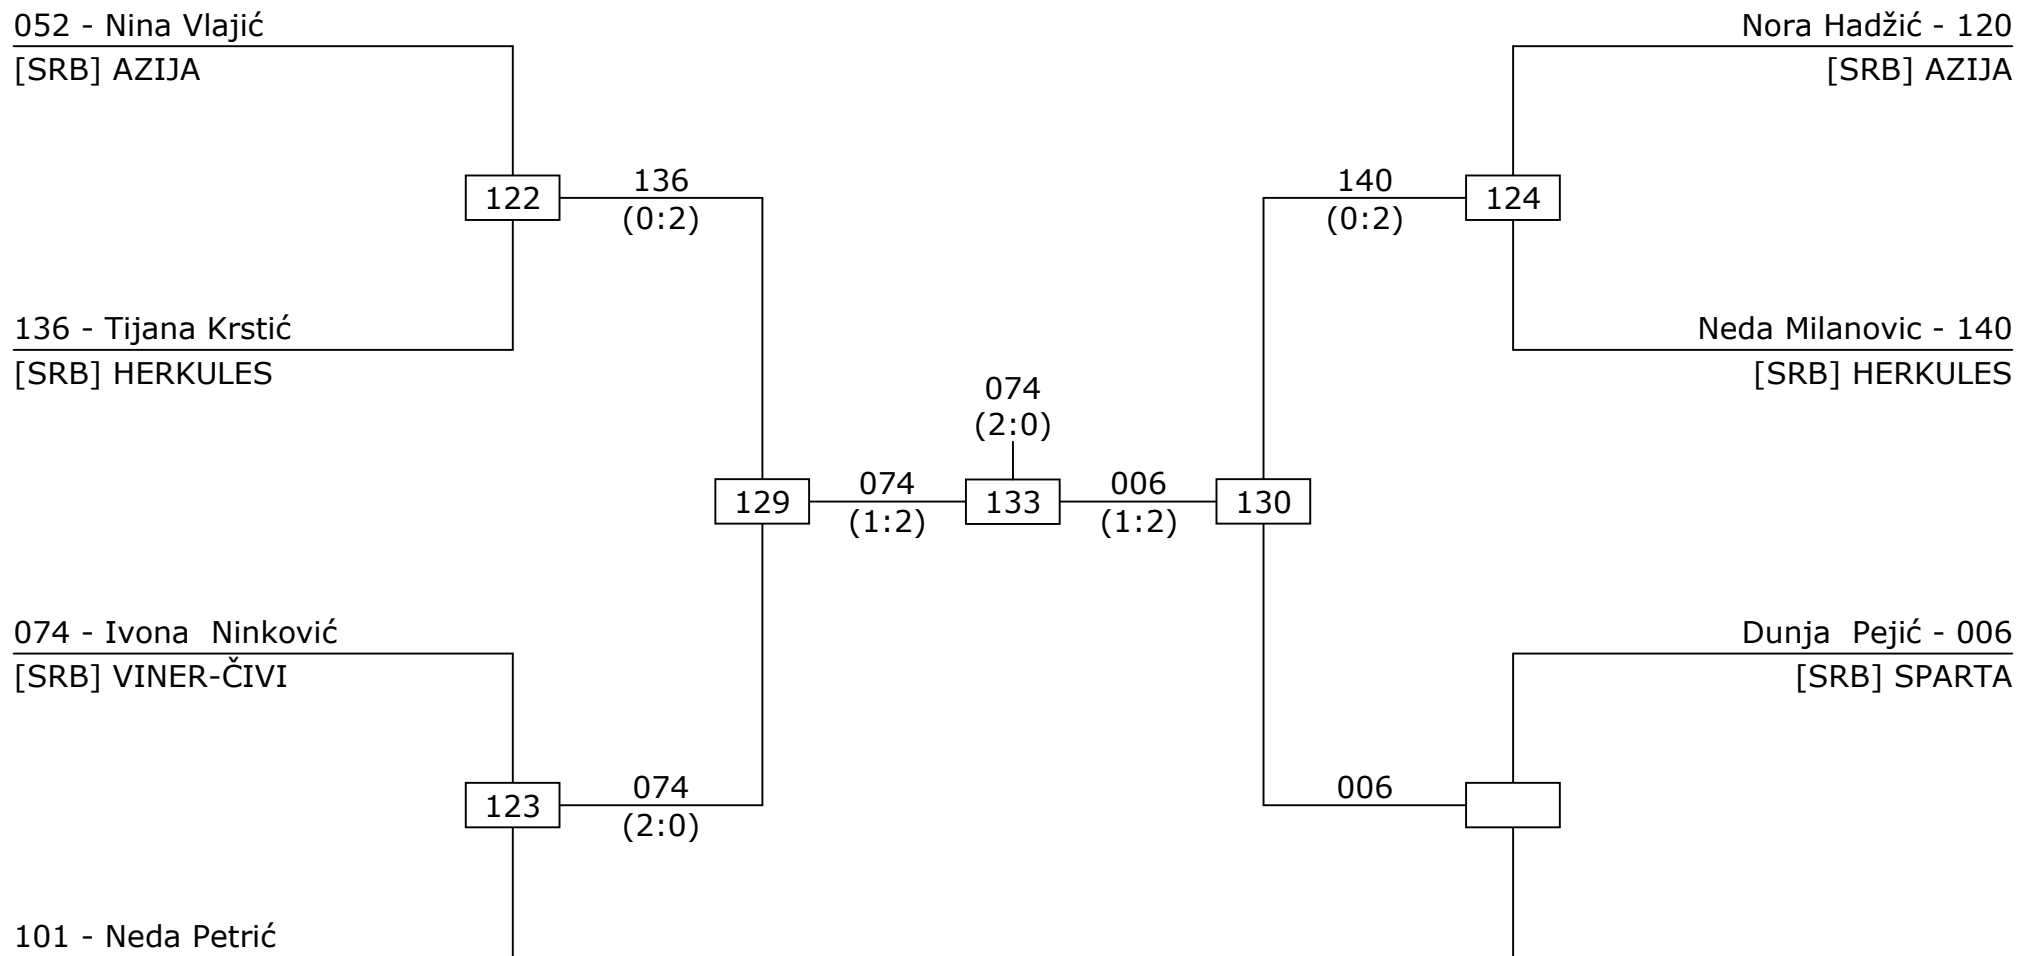 052 - Nina Vlajić
[SRB] AZIJA
Nora Hadžić - 120
[SRB] AZIJA
122
136
(0:2)
140
(0:2)
124
136 - Tijana Krstić
[SRB] HERKULES
Neda Milanovic - 140
[SRB] HERKULES
074
(2:0)
129
074
(1:2)
133
006
(1:2)
130
074 - Ivona  Ninković
[SRB] VINER-ČIVI
Dunja  Pejić - 006
[SRB] SPARTA
123
074
(2:0)
006
101 - Neda Petrić